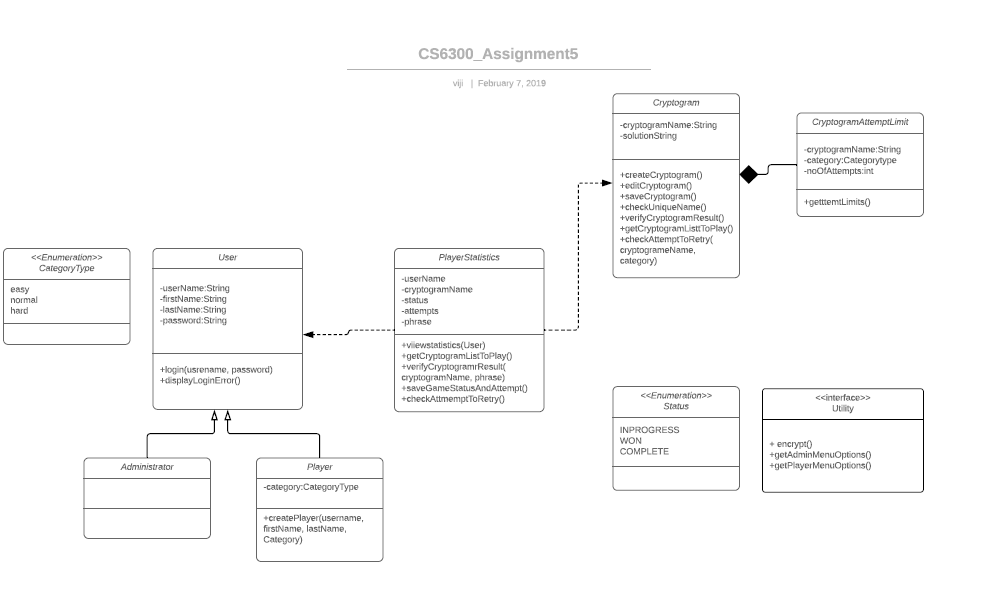 CS6300_Assignment5
viji | February 7, 2019
Cryptogram
-cryptogramName:String
-solutionString
+createCryptogram()
+editCryptogram()
+saveCryptogram()
+checkUniqueName()
+verifyCryptogramResult()
+getCryptogramListtToPlay()
+checkAttemptToRetry(
cryptogrameName,
category)
CryptogramAttemptLimit
-cryptogramName:String
-category:Categorytype
-noOfAttempts:int
+getttemtLimits()
<<Enumeration>>
CategoryType
easy
normal
hard
User
-userName:String
-firstName:String
-lastName:String
-password:String
+login(usrename, password)
+displayLoginError()
PlayerStatistics
-userName
-cryptogramName
-status
-attempts
-phrase
+viiewstatistics(User)
+getCryptogramListToPlay()
+verifyCryptogramrResult(
cryptogramName, phrase)
+saveGameStatusAndAttempt()
+checkAttmemptToRetry()
<<Enumeration>>
Status
INPROGRESS
WON
COMPLETE
<<interface>>
Utility
+ encrypt()
+getAdminMenuOptions()
+getPlayerMenuOptions()
Administrator
Player
-category:CategoryType
+createPlayer(username,
firstName, lastName,
Category)